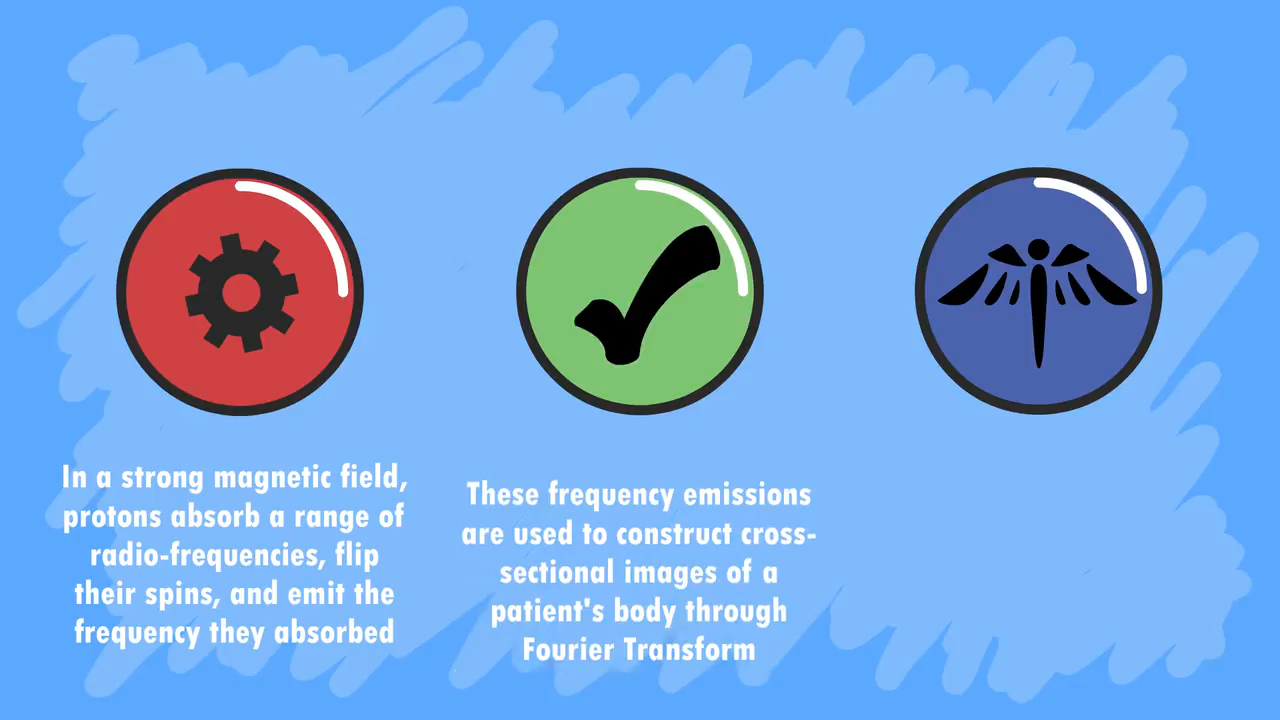 In a strong magnetic field,
protons absorb a range of
radio-frequencies, flip
their spins, and emit the
frequency they absorbed
These frequency emissions
are used to construct cross-
sectional images of a
patient's body through
Fourier Transform